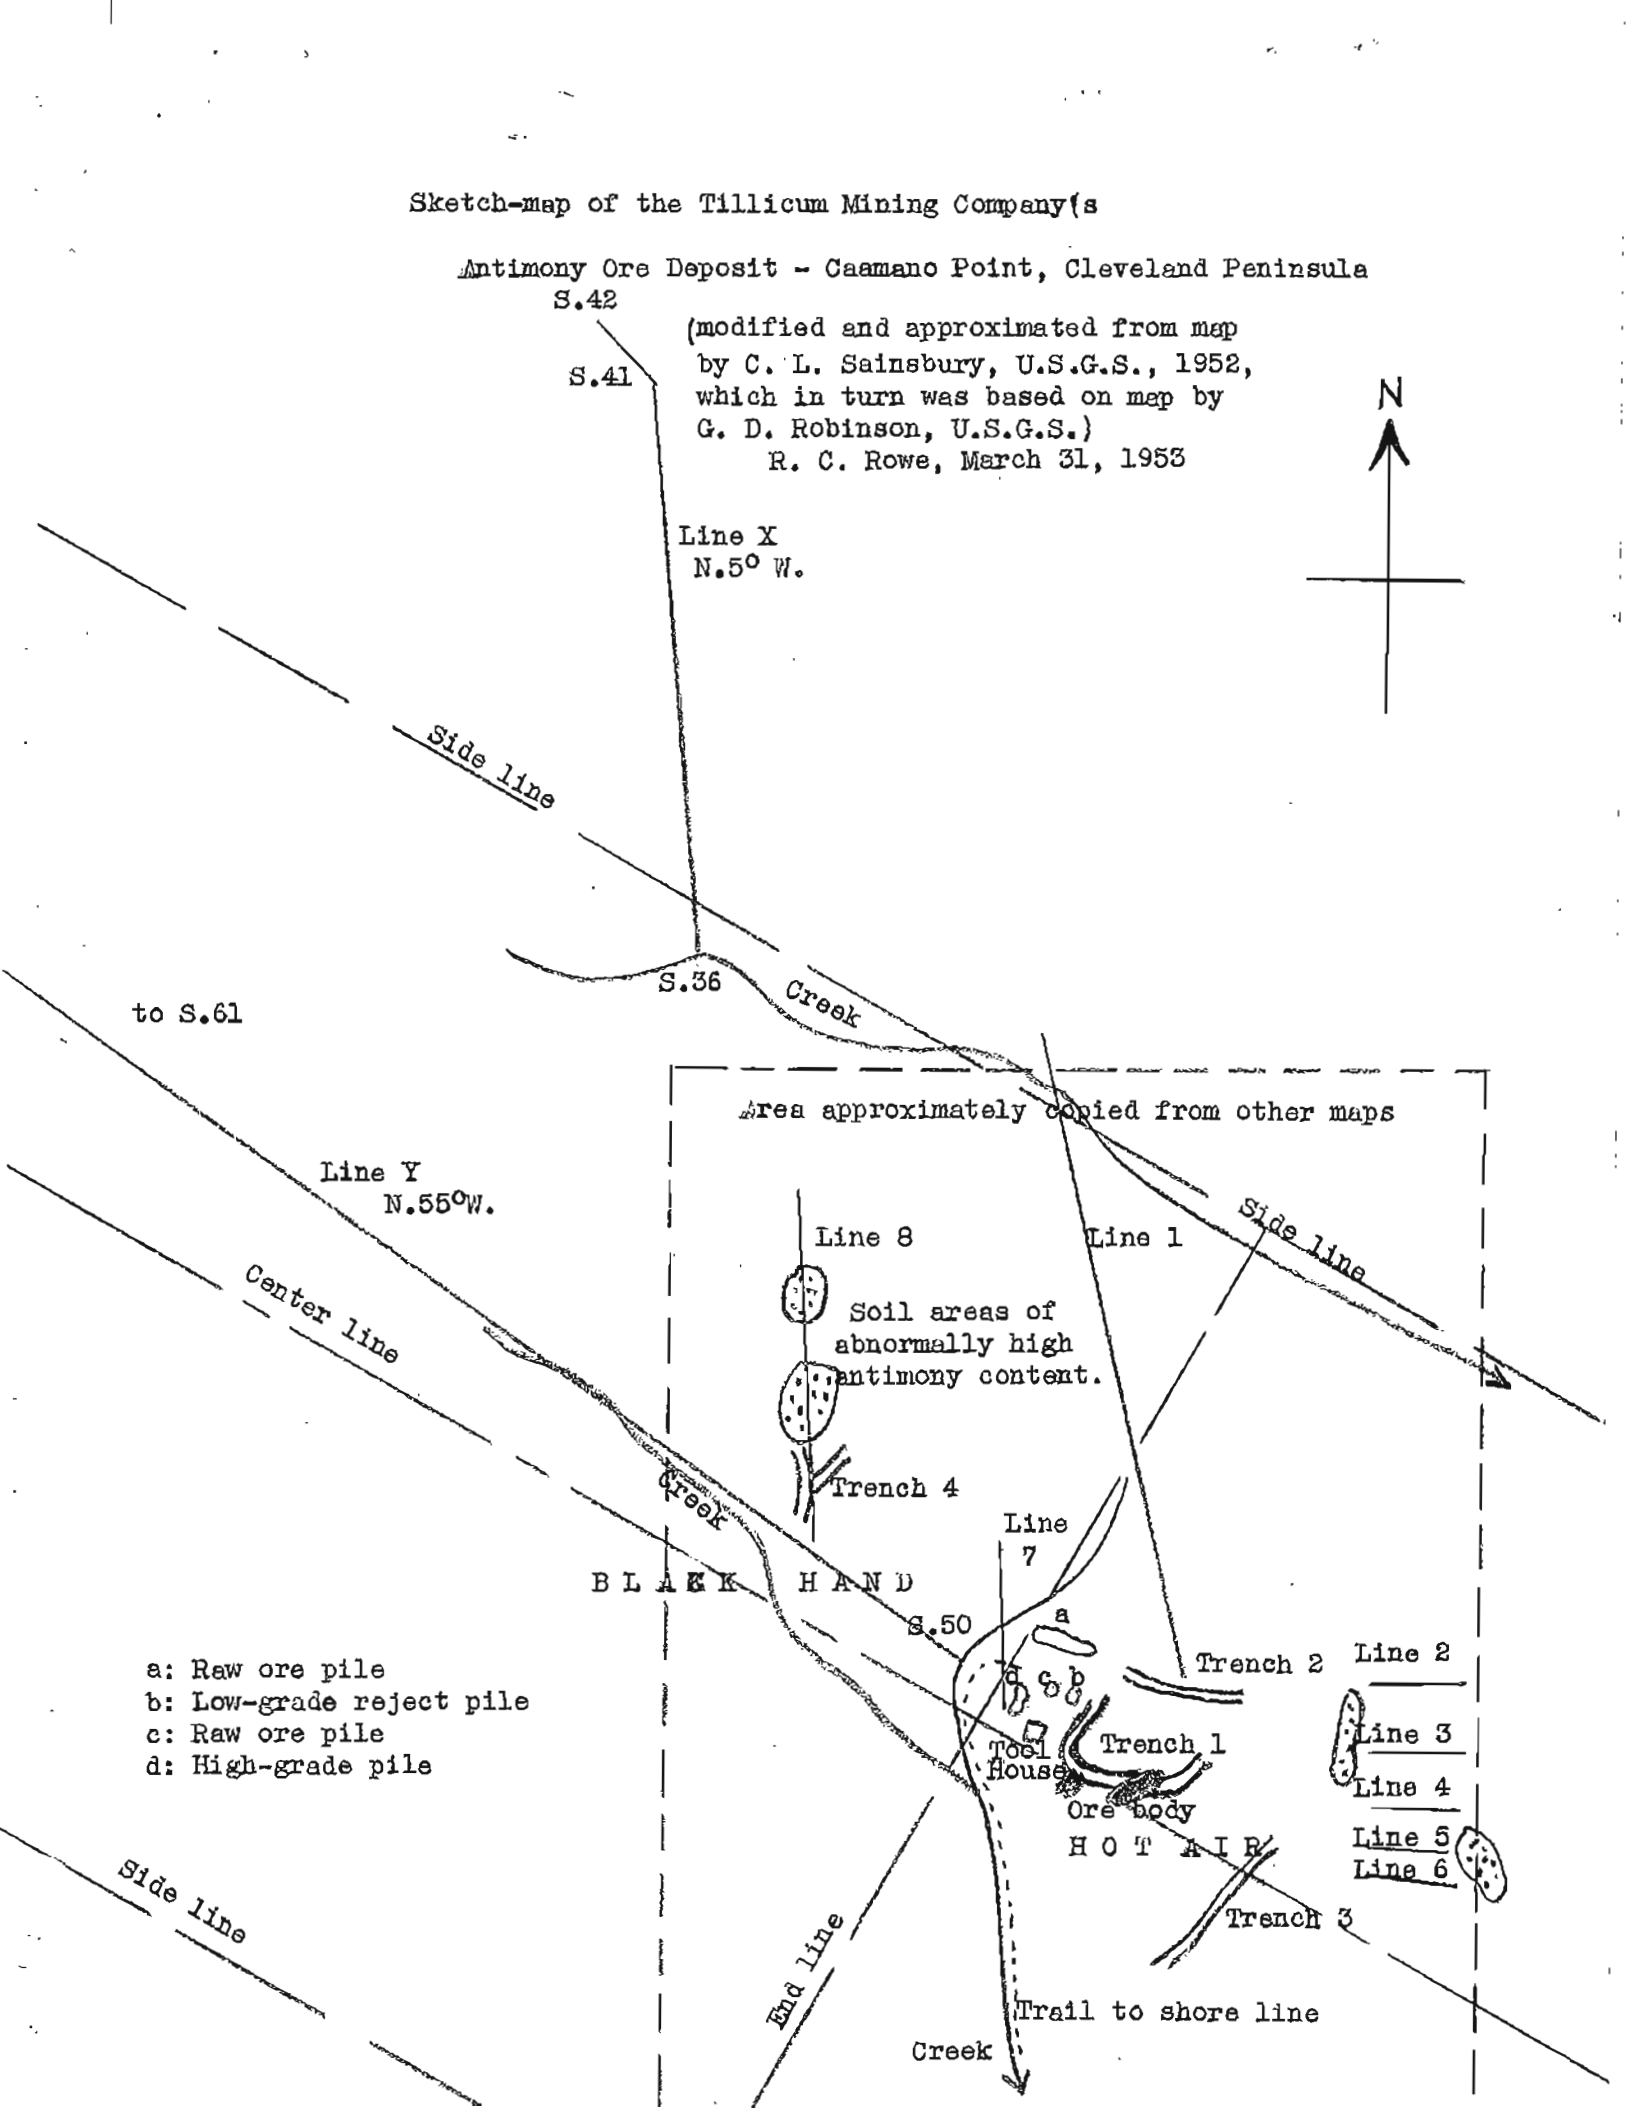 Sketch-map of the Tillicum Mining Company(s
Antimony Ore Deposit - Caamano Point, Cleveland Peninsula
S.42
(modified and approximated from map
by C. L. Sainsbury, U.S.G.S., 1952,
S.41
which in turn was based on map by
G. D. Robinson, U.S.G.S.)
R. C. Rowe, March 31, 1953
N
Line X
N.5° W.
Side line
S.36
Creek
to S.61
Area approximately copied from other maps
Line Y
N.55°W.
Side line
Line 8
Line 1
Center line
Soil areas of
abnormally high
antimony content.
Creek
Trench 4
Line
7
BLACK HAND
S.50
a
a: Raw ore pile
b: Low-grade reject pile
c: Raw ore pile
d: High-grade pile
d c b
Trench 2
Line 2
Line 3
Trench 1
Tool
House
Line 4
Ore body
HOT AIR
Line 5
Line 6
Side line
End line
Trench 3
Trail to shore line
Creek